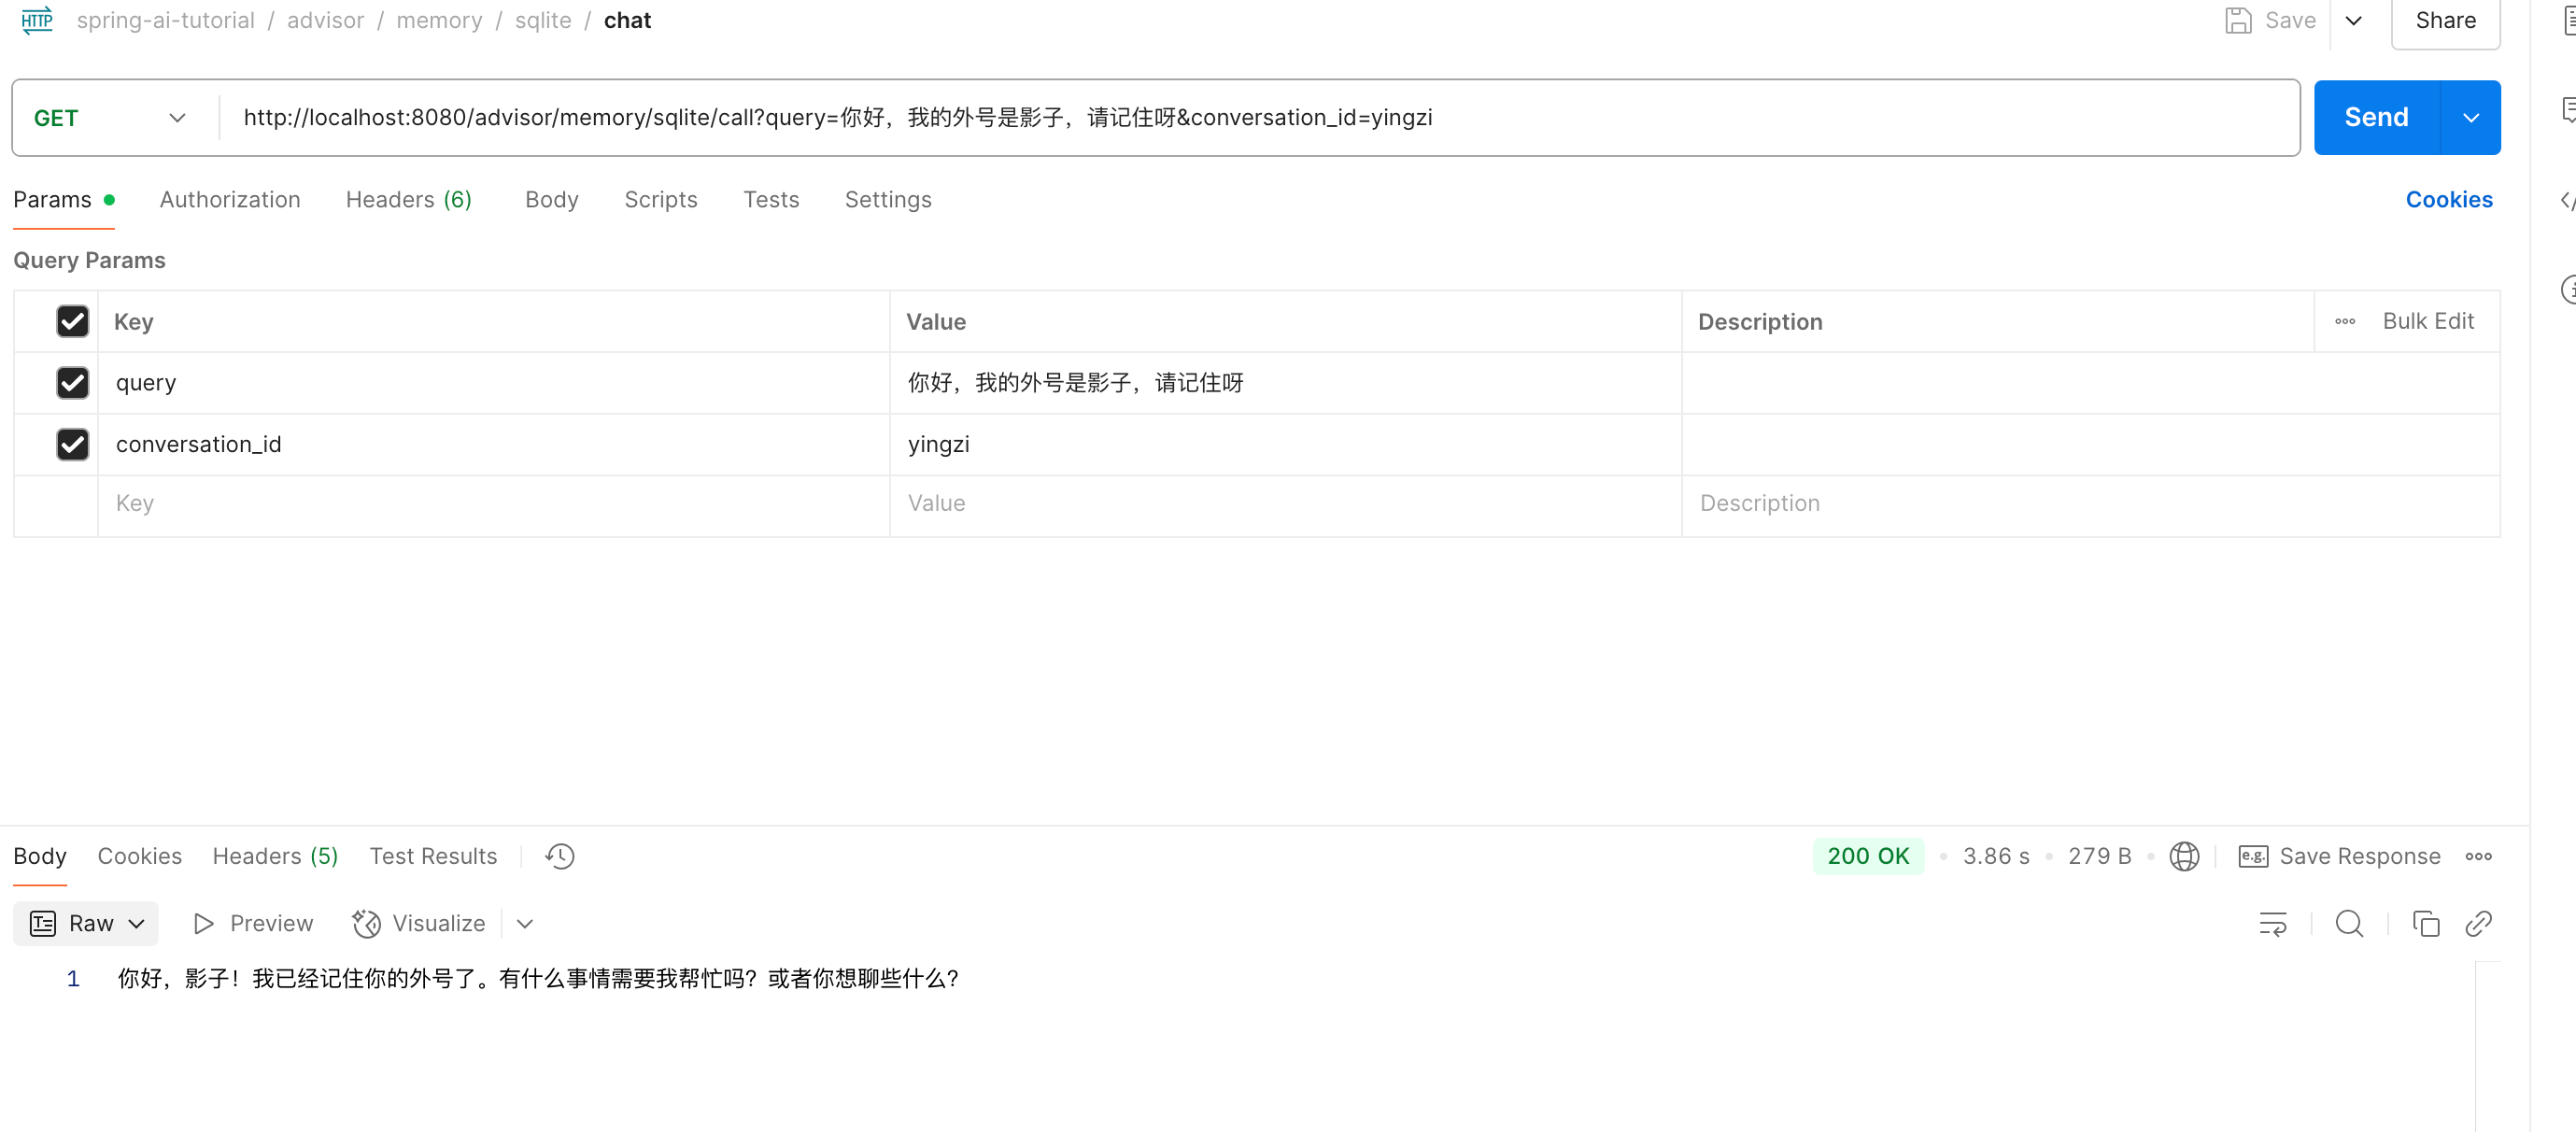 HTTP spring-ai-tutorial / advisor / memory / sqlite / chat Save Share
GET http://localhost:8080/advisor/memory/sqlite/call?query=你好，我的外号是影子，请记住呀&conversation_id=yingzi Send
Params Authorization Headers (6) Body Scripts Tests Settings Cookies
Query Params
Key Value Description Bulk Edit
query 你好，我的外号是影子，请记住呀
conversation_id yingzi
Key Value Description
Body Cookies Headers (5) Test Results 200 OK 3.86 s 279 B e.g. Save Response
Raw Preview Visualize
1 你好，影子！我已经记住你的外号了。有什么事情需要我帮忙吗？或者你想聊些什么？